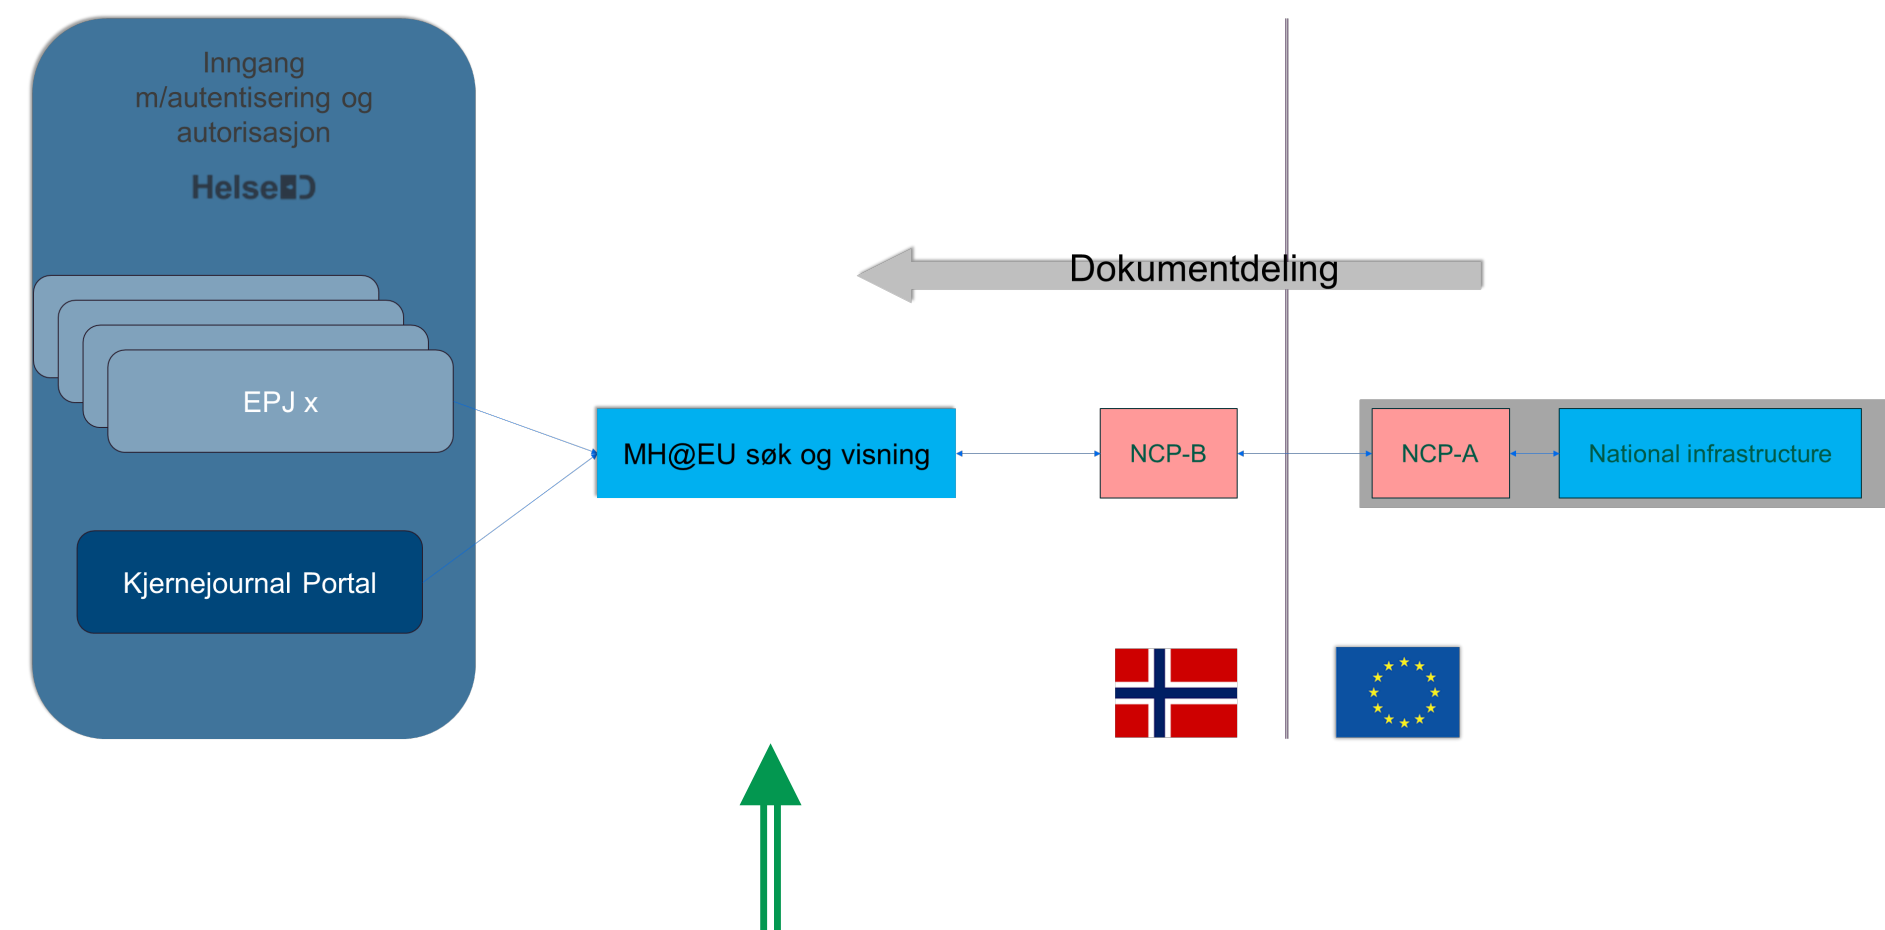 Inngang
m/autentisering og
autorisasjon
HelseID
Dokumentdeling
EPJ x
MH@EU søk og visning
NCP-B
NCP-A
National infrastructure
Kjernejournal Portal